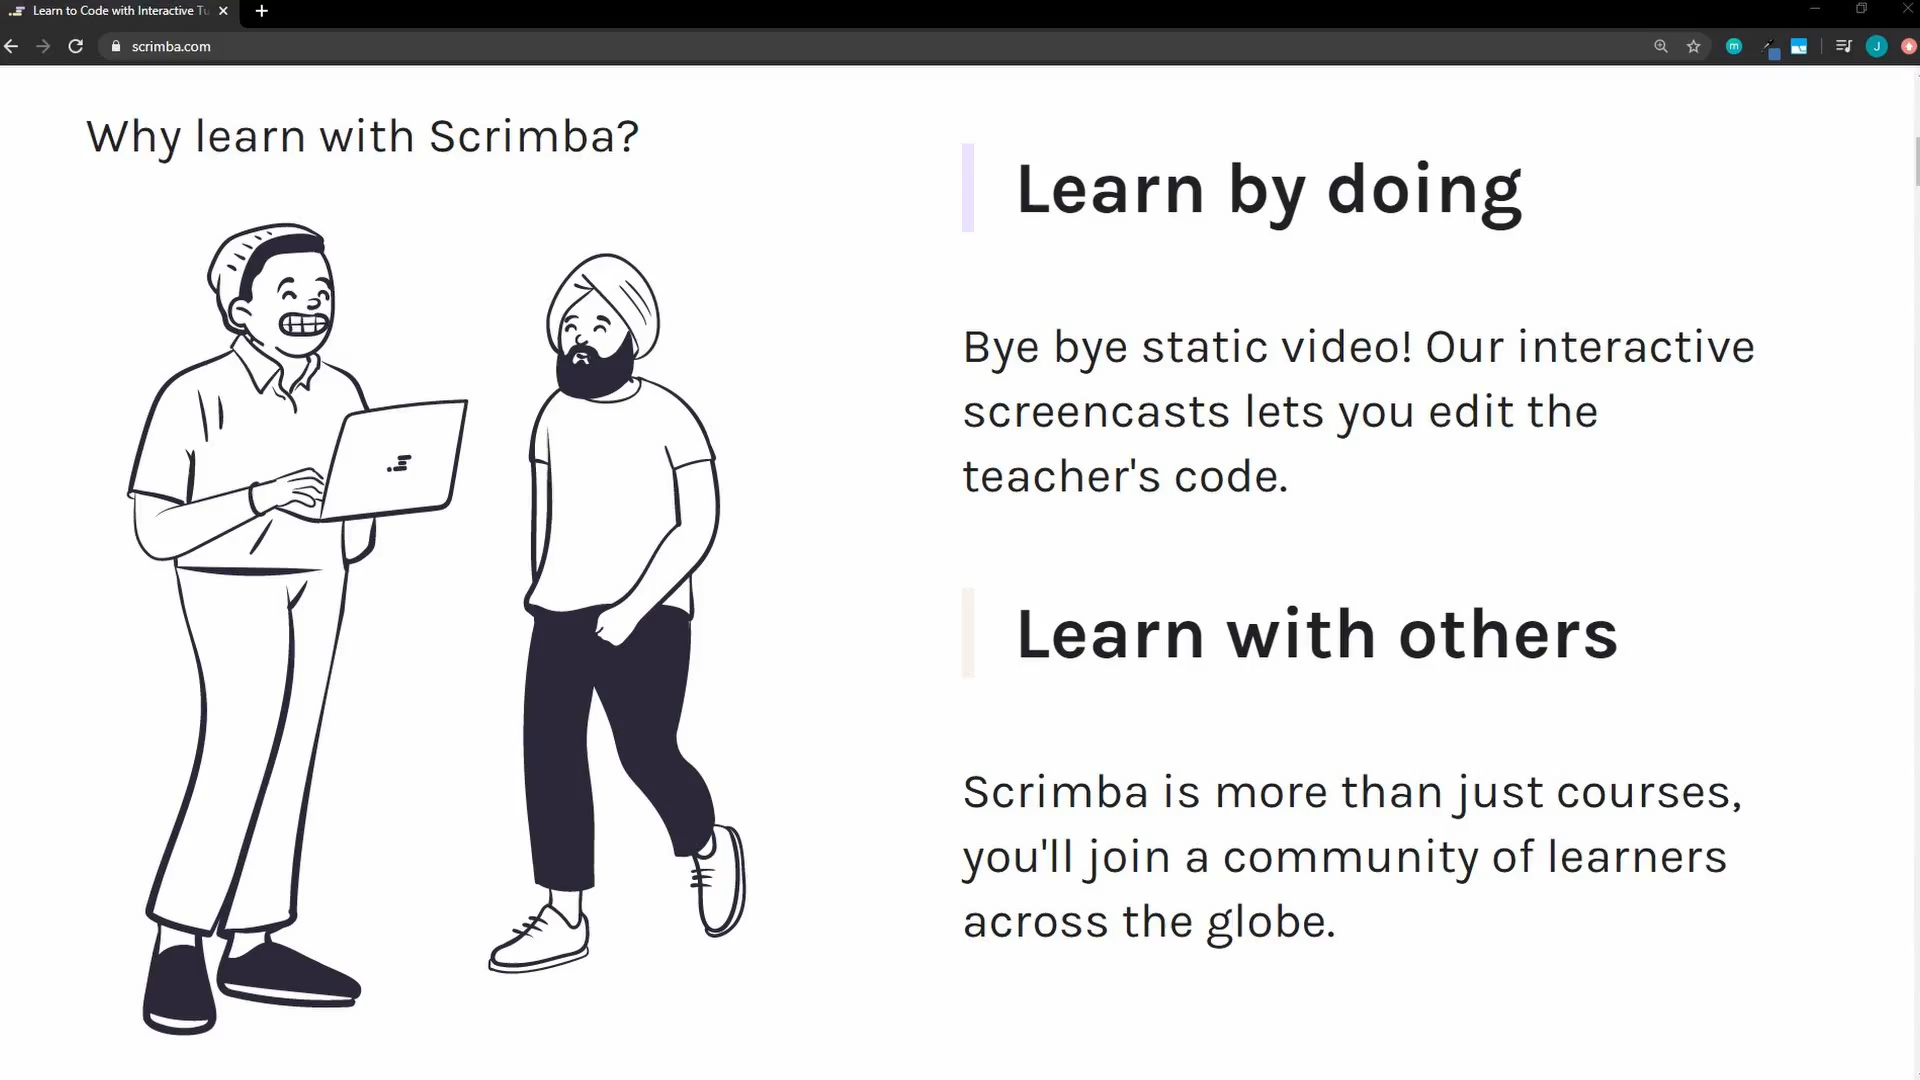 Learn to Code with Interactive Tu
scrimba.com
J
Why learn with Scrimba?
Learn by doing
Bye bye static video! Our interactive
screencasts lets you edit the
teacher's code.
Learn with others
Scrimba is more than just courses,
you'll join a community of learners
across the globe.